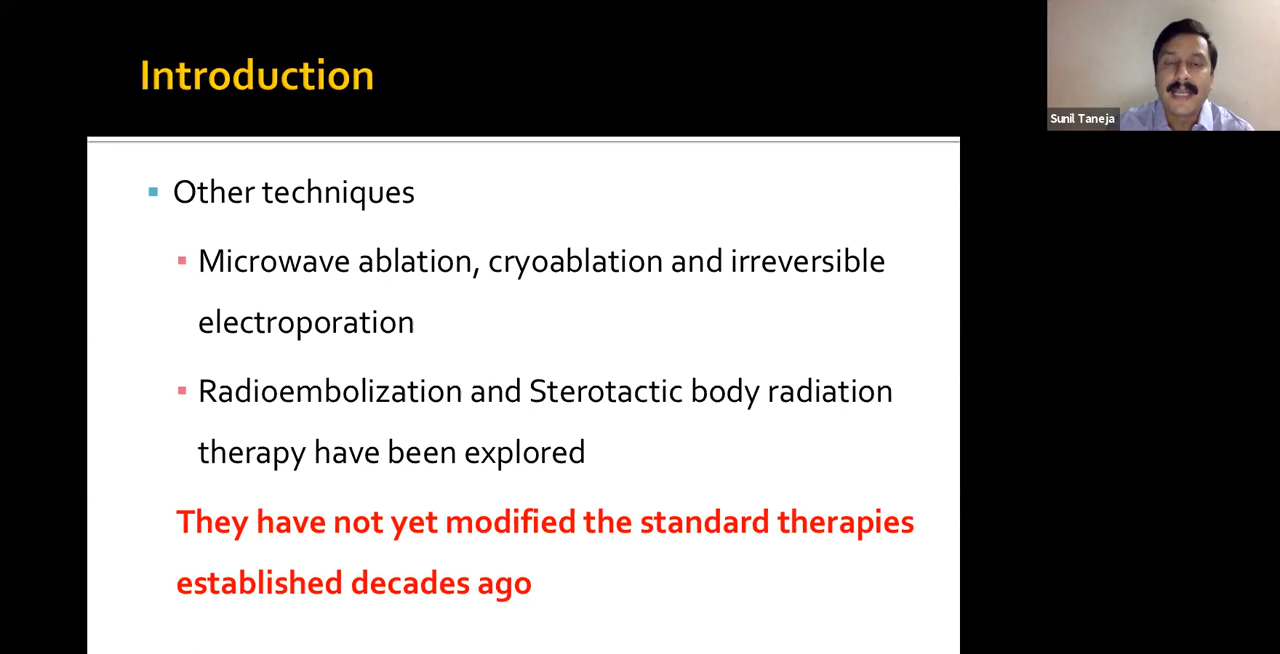 Introduction
Sunil Taneja
Other techniques
Microwave ablation, cryoablation and irreversible
electroporation
Radioembolization and Sterotactic body radiation
therapy have been explored
They have not yet modified the standard therapies
established decades ago